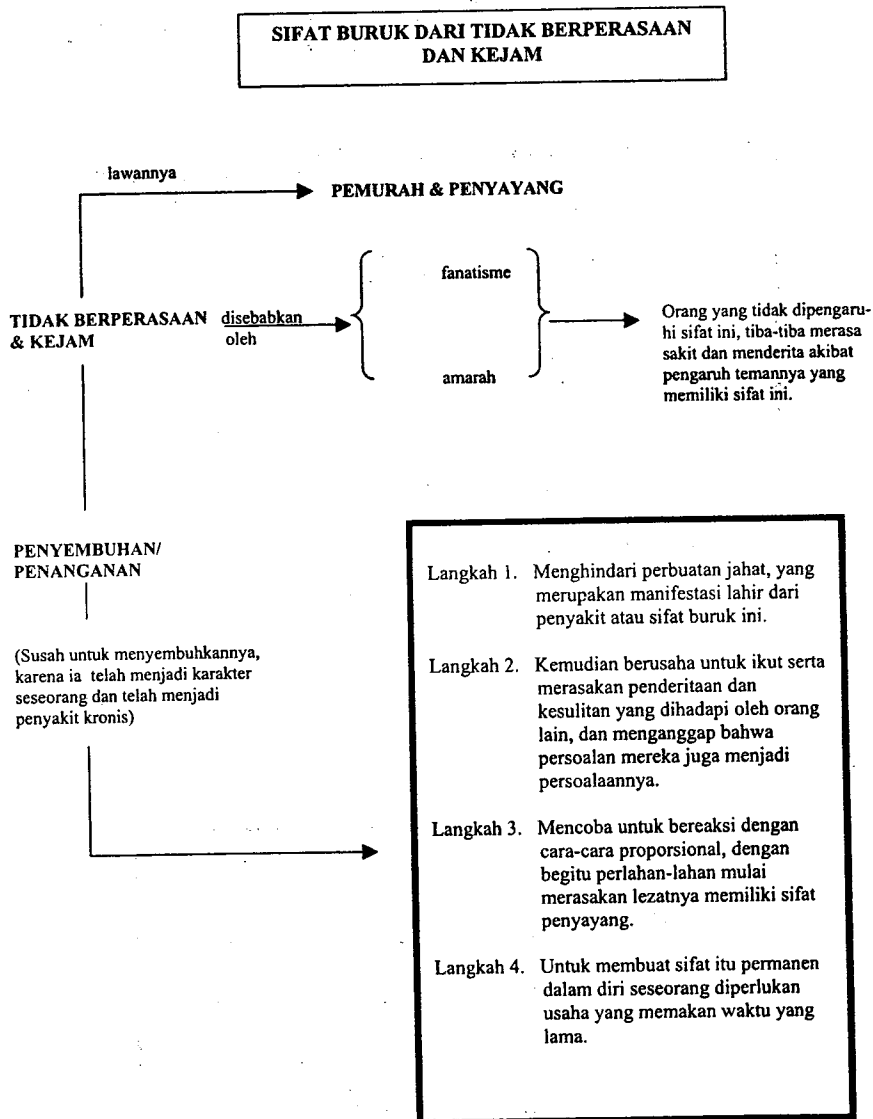 SIFAT BURUK DARI TIDAK BERPERASAAN
DAN KEJAM
lawannya
PEMURAH & PENYAYANG
fanatisme
TIDAK BERPERASAAN
& KEJAM
disebabkan
oleh
amarah
Orang yang tidak dipengaru-
hi sifat ini, tiba-tiba merasa
sakit dan menderita akibat
pengaruh temannya yang
memiliki sifat ini.
PENYEMBUHAN/
PENANGANAN
(Susah untuk menyembuhkannya,
karena ia telah menjadi karakter
seseorang dan telah menjadi
penyakit kronis)
Langkah 1. Menghindari perbuatan jahat, yang
merupakan manifestasi lahir dari
penyakit atau sifat buruk ini.
Langkah 2. Kemudian berusaha untuk ikut serta
merasakan penderitaan dan
kesulitan yang dihadapi oleh orang
lain, dan menganggap bahwa
persoalan mereka juga menjadi
persoalaannya.
Langkah 3. Mencoba untuk bereaksi dengan
cara-cara proporsional, dengan
begitu perlahan-lahan mulai
merasakan lezatnya memiliki sifat
penyayang.
Langkah 4. Untuk membuat sifat itu permanen
dalam diri seseorang diperlukan
usaha yang memakan waktu yang
lama.